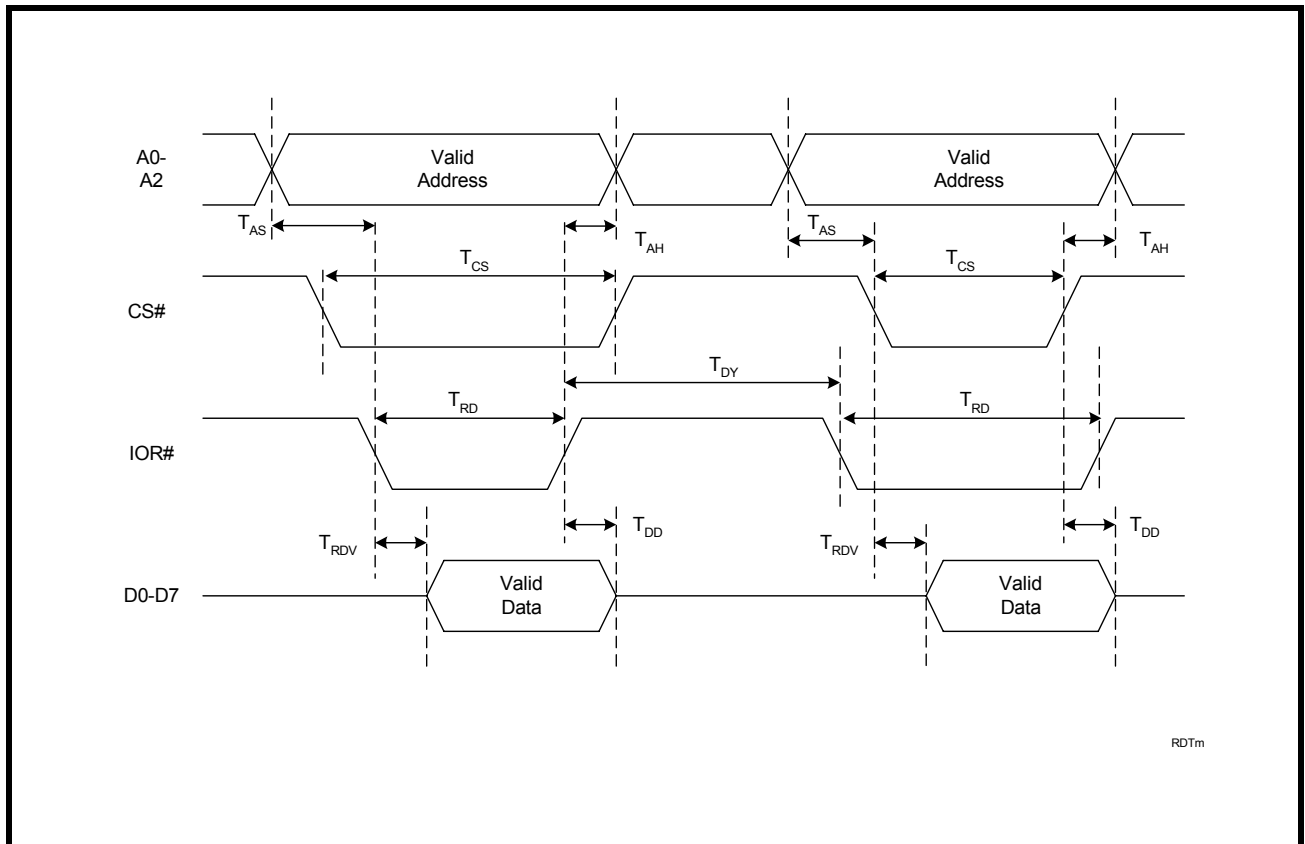 A0-
A2
Valid
Address
Valid
Address
TAS
TAH
TAS
TAH
TCS
TCS
CS#
TDY
TRD
TRD
IOR#
TRDV
TDD
TRDV
TDD
D0-D7
Valid
Data
Valid
Data
RDTm